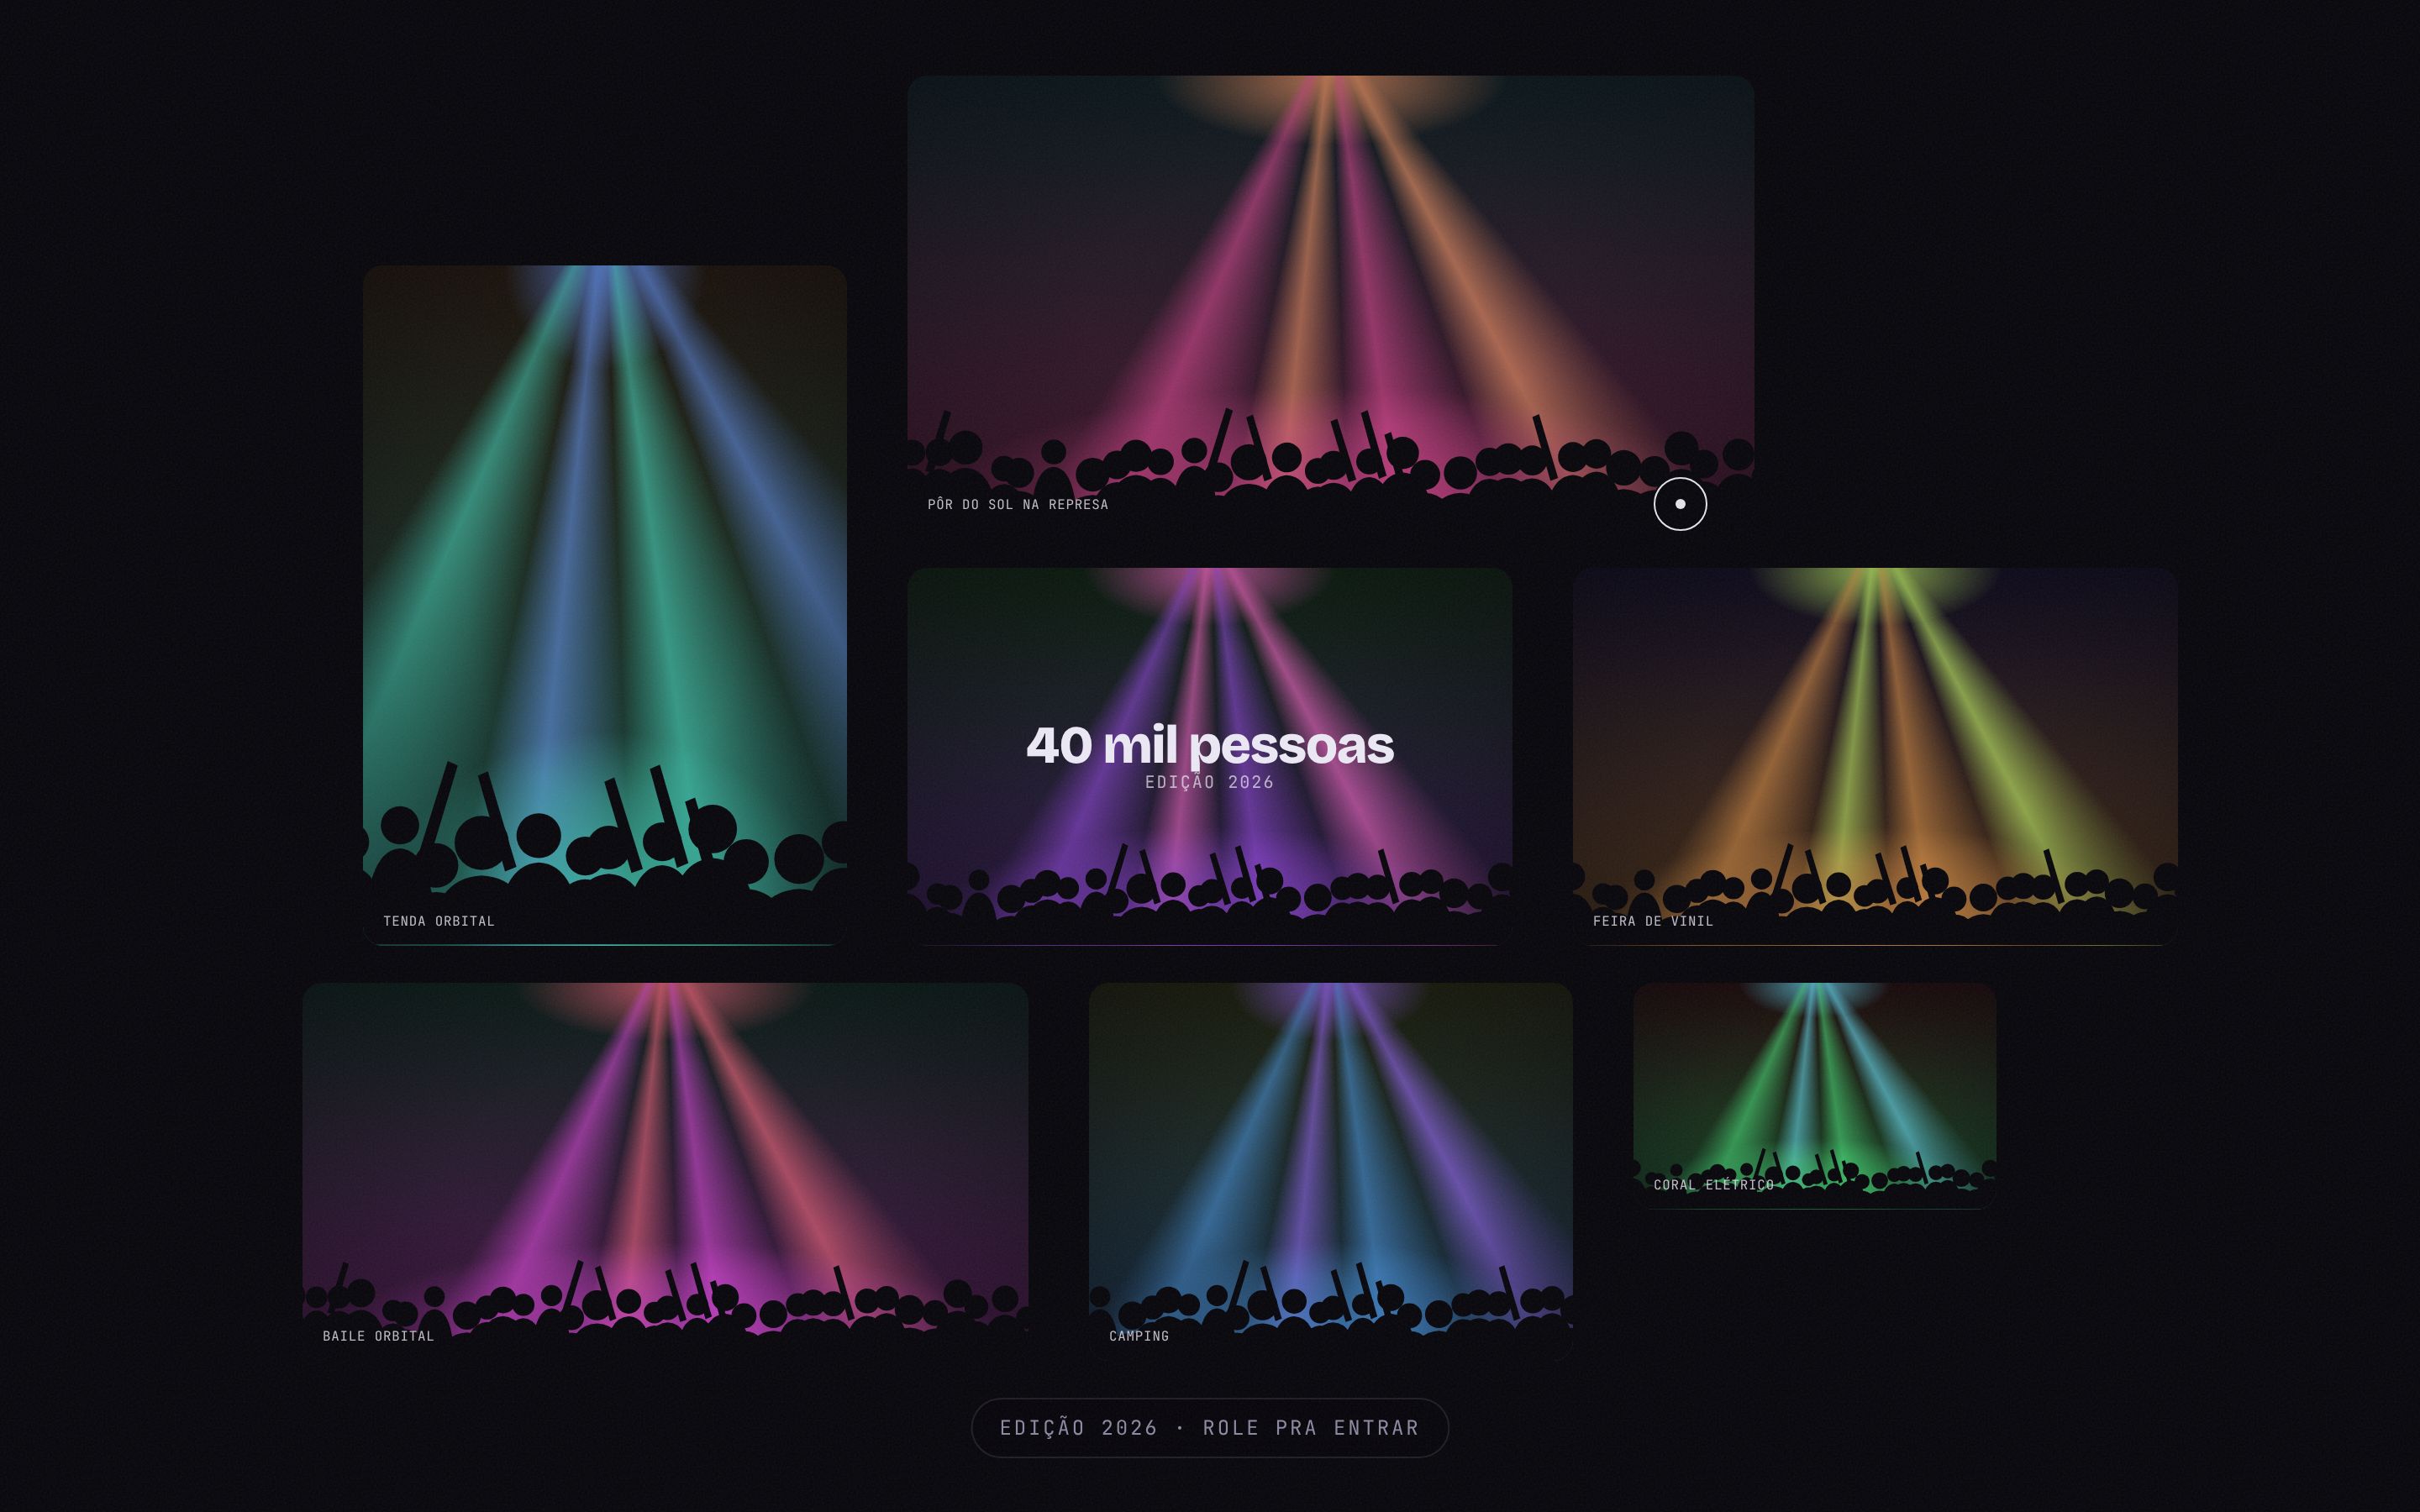 PÔR DO SOL NA REPRESA
40 mil pessoas
EDIÇÃO 2026
TENDA ORBITAL
FEIRA DE VINIL
CORAL ELÉTRICO
BAILE ORBITAL
CAMPING
EDIÇÃO 2026 · ROLE PRA ENTRAR